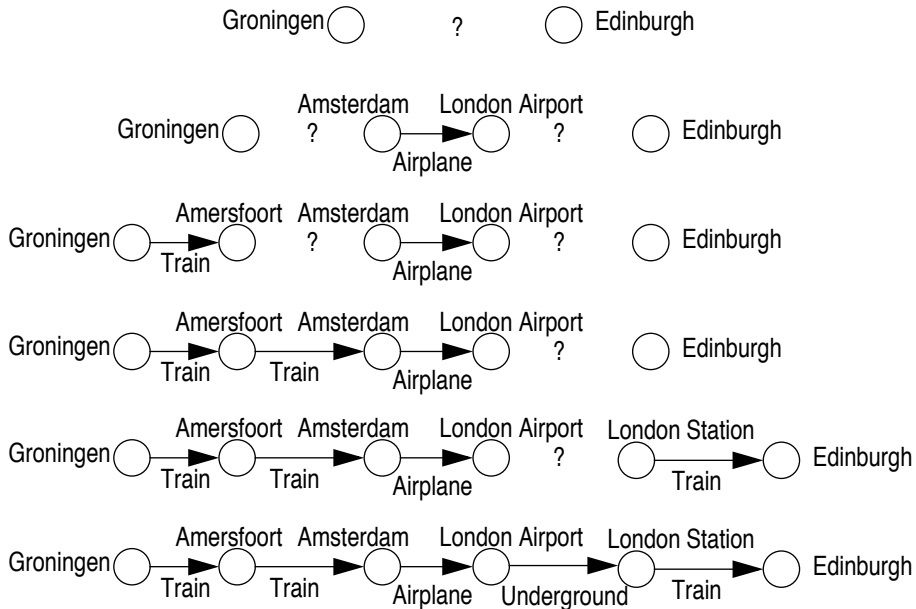 Groningen ? Edinburgh
Amsterdam London Airport
Groningen ? ? Edinburgh
Airplane
Amersfoort Amsterdam London Airport
Groningen ? ? Edinburgh
Train Airplane
Amersfoort Amsterdam London Airport
Groningen ? Edinburgh
Train Train Airplane
Amersfoort Amsterdam London Airport London Station
Groningen ? Edinburgh
Train Train Airplane Train
Amersfoort Amsterdam London Airport London Station
Groningen Edinburgh
Train Train Airplane Underground Train